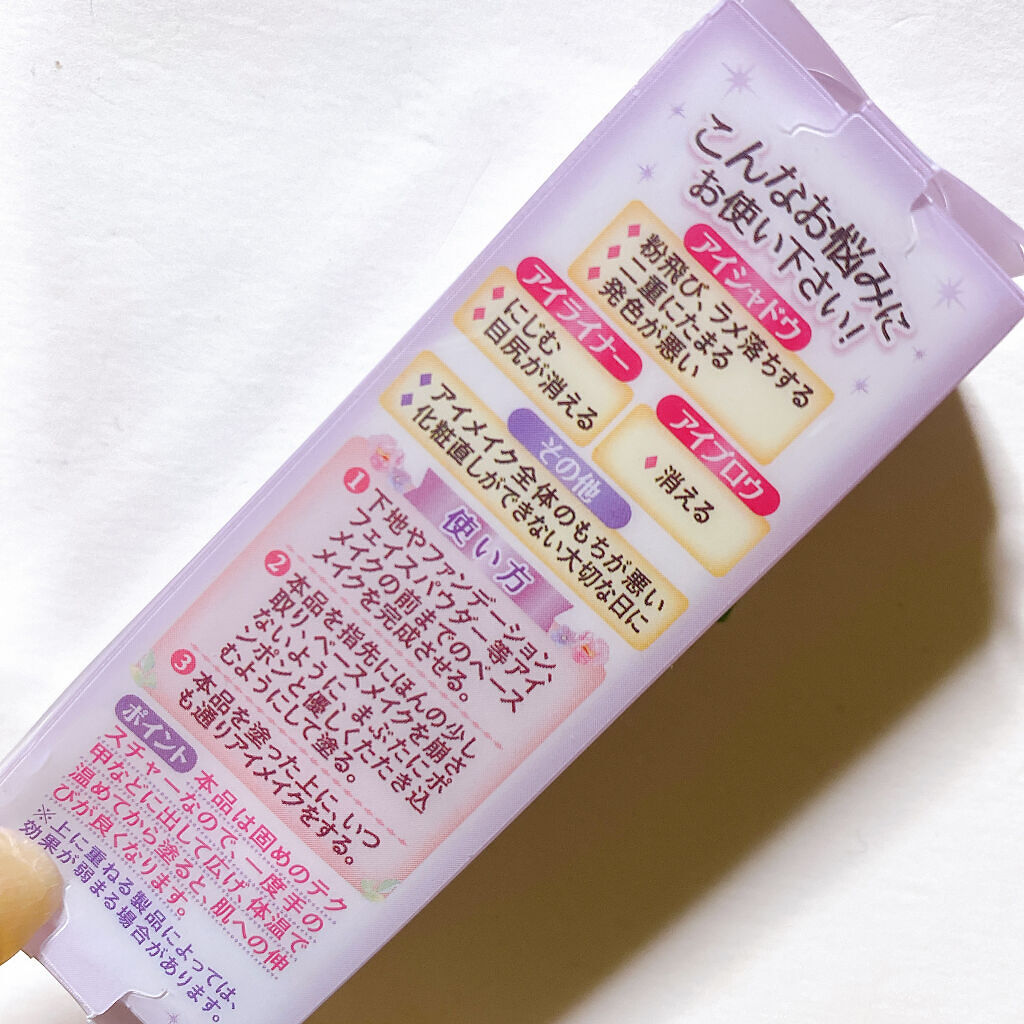 こんなお悩みに
お使い下さい!
アイシャドウ
◆粉飛び、ラメ落ちする
◆二重にたまる
◆発色が悪い
アイライナー
◆にじむ
◆目尻が消える
アイブロウ
◆消える
その他
◆アイメイク全体のもちが悪い
◆化粧直しができない大切な日に
使い方
1 下地やファンデーション、
フェイスパウダー等アイ
メイクの前までのベース
メイクを完成させる。
2 本品を指先にほんの少し
取り、ベースメイクを崩さ
ないように、まぶたにポ
ンポンと優しくたたき込
むようにして塗る。
3 本品を塗った上に、いつ
も通りアイメイクをする。
ポイント 本品は固めのテク
スチャーなので、一度手の
甲などに出して広げ、体温で
温めてから塗ると、肌への伸
びが良くなります。
※上に重ねる製品によっては、
効果が弱まる場合があります。